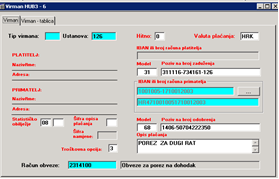 Virman HUB3 - 6
Virman Virman - tablica
Tip virmana: Ustanova: 126 Hitno: 0 Valuta plaćanja: HRK
PLATITELJ: IBAN ili broj računa platitelja
Naziv/Ime:
Adresa: Model Poziv na broj zaduženja
31 311116-734161-126
PRIMATELJ: IBAN ili broj računa primatelja
Naziv/Ime: 1001005-1710012003 ...
Adresa:
Statističko obilježje 00 Šifra opisa plaćanja Model Poziv na broj odobrenja
Šifra namjene: 68 1406-50704222350
Opis plaćanja
Troškovna opcija: 3 POREZ ZA DUGI RAT
Račun obveze: 2314100 Obveze za porez na dohodak